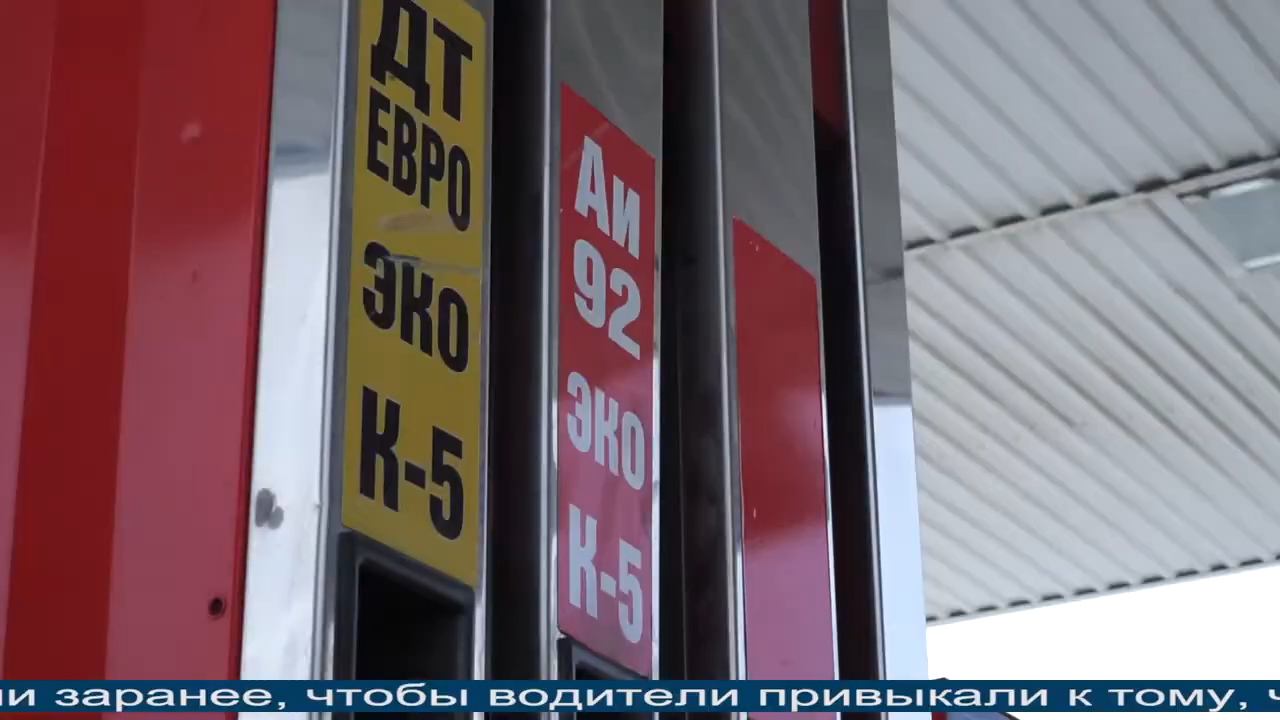 ДТ
ЕВРО
ЭКО
К-5
АИ
92
ЭКО
К-5
заранее, чтобы водители привыкали к тому,